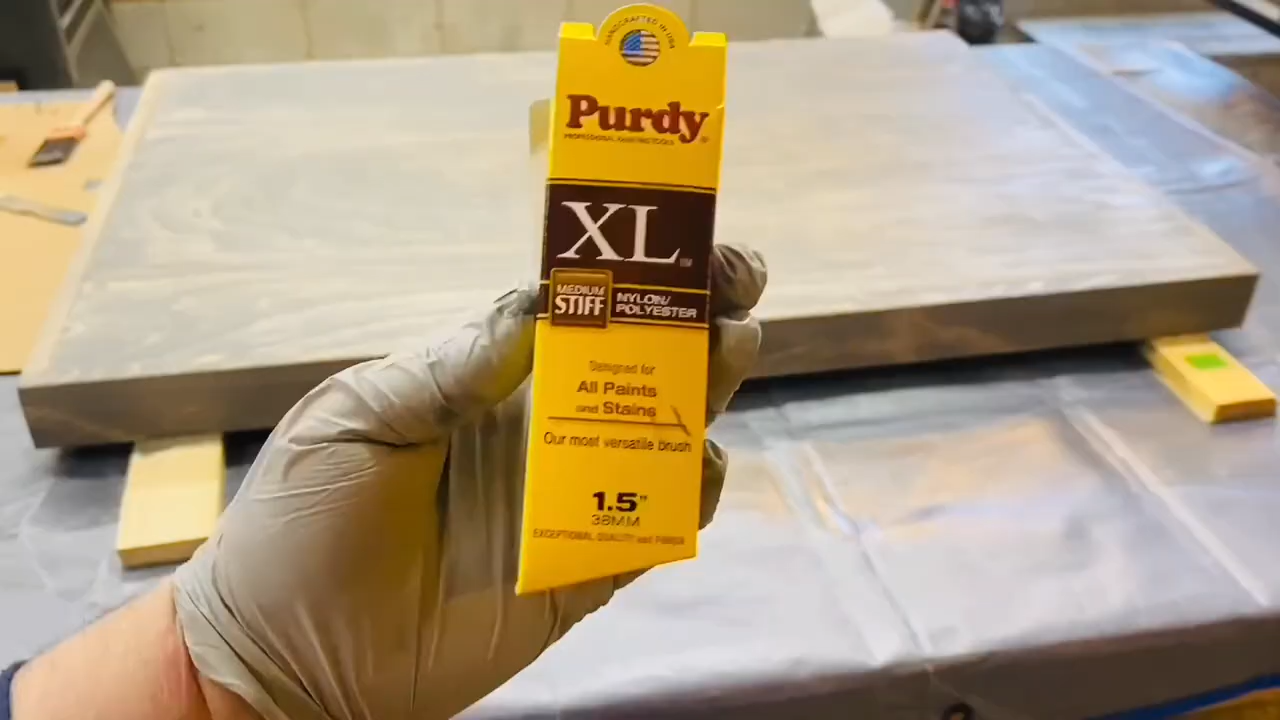 HANDCRAFTED IN USA
Purdy
PROFESSIONAL PAINTING TOOLS
XL
MEDIUM
STIFF
NYLON/
POLYESTER
Designed for
All Paints
and Stains
Our most versatile brush
1.5"
38MM
EXCEPTIONAL QUALITY and